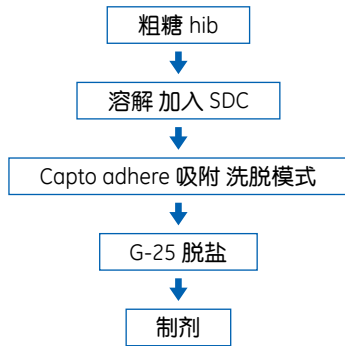 粗糖 hib
溶解 加入 SDC
Capto adhere 吸附 洗脱模式
G-25 脱盐
制剂